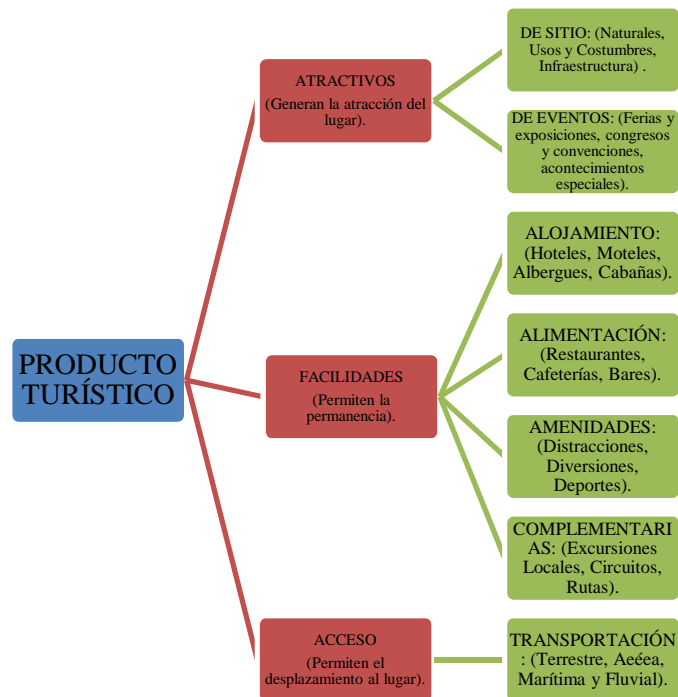 DE SITIO: (Naturales,
Usos y Costumbres,
Infraestructura) .
ATRACTIVOS
(Generan la atracción del
lugar).
DE EVENTOS: (Ferias y
exposiciones, congresos
y convenciones,
acontecimientos
especiales).
ALOJAMIENTO:
(Hoteles, Moteles,
Albergues, Cabañas).
PRODUCTO
TURÍSTICO
FACILIDADES
(Permiten la
permanencia).
ALIMENTACIÓN:
(Restaurantes,
Cafeterías, Bares).
AMENIDADES:
(Distracciones,
Diversiones,
Deportes).
COMPLEMENTARI
AS: (Excursiones
Locales, Circuitos,
Rutas).
ACCESO
(Permiten el
desplazamiento al lugar).
TRANSPORTACIÓN
: (Terrestre, Aeéea,
Marítima y Fluvial).